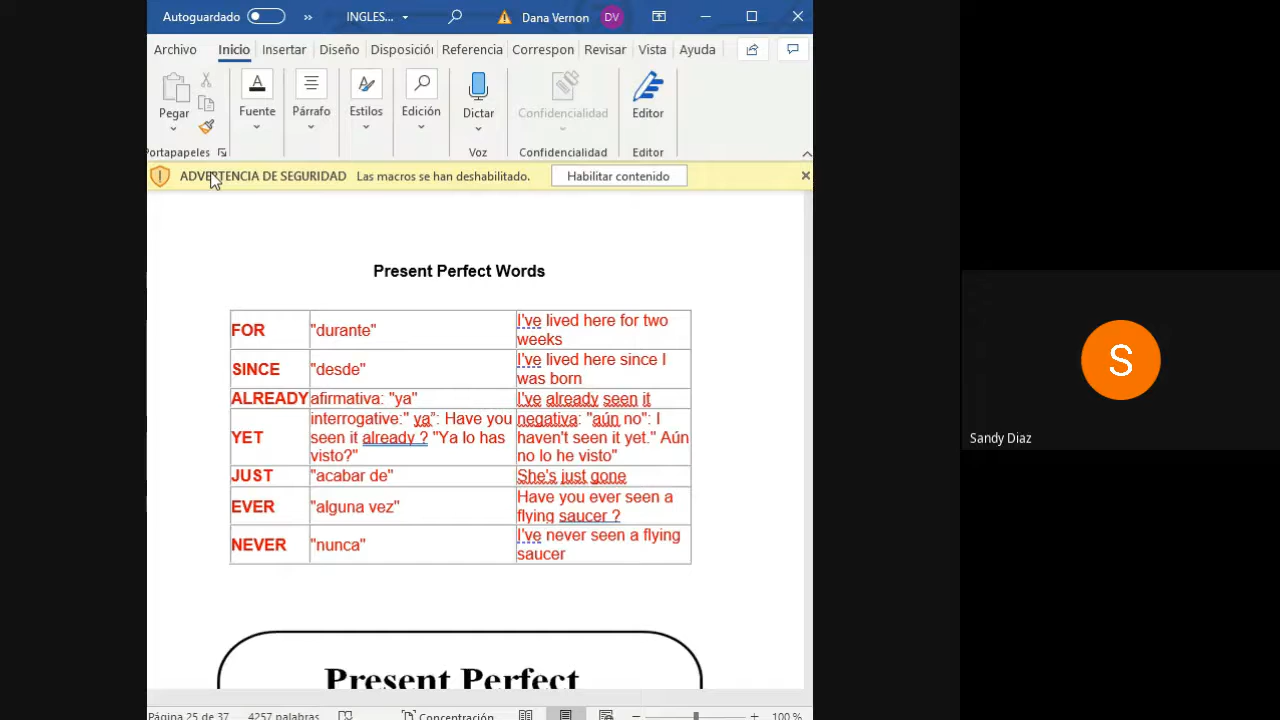 Autoguardado » INGLES... Dana Vernon DV
Archivo Inicio Insertar Diseño Disposició Referencia Correspon Revisar Vista Ayuda
Pegar Fuente Párrafo Estilos Edición Dictar Confidencialidad Editor
Portapapeles Voz Confidencialidad Editor
ADVERTENCIA DE SEGURIDAD Las macros se han deshabilitado. Habilitar contenido
Present Perfect Words
FOR "durante" I've lived here for two
weeks
SINCE "desde" I've lived here since I
was born
ALREADY afirmativa: "ya" I've already seen it
YET
interrogative:" ya”: Have you
seen it already ? "Ya lo has
visto?"
negativa: "aún no": I
haven't seen it yet." Aún
no lo he visto"
JUST "acabar de" She's just gone
EVER "alguna vez" Have you ever seen a
flying saucer ?
NEVER "nunca" I've never seen a flying
saucer
Present Perfect
Página 25 de 37 4257 palabras Concentración 100 %
S
Sandy Diaz